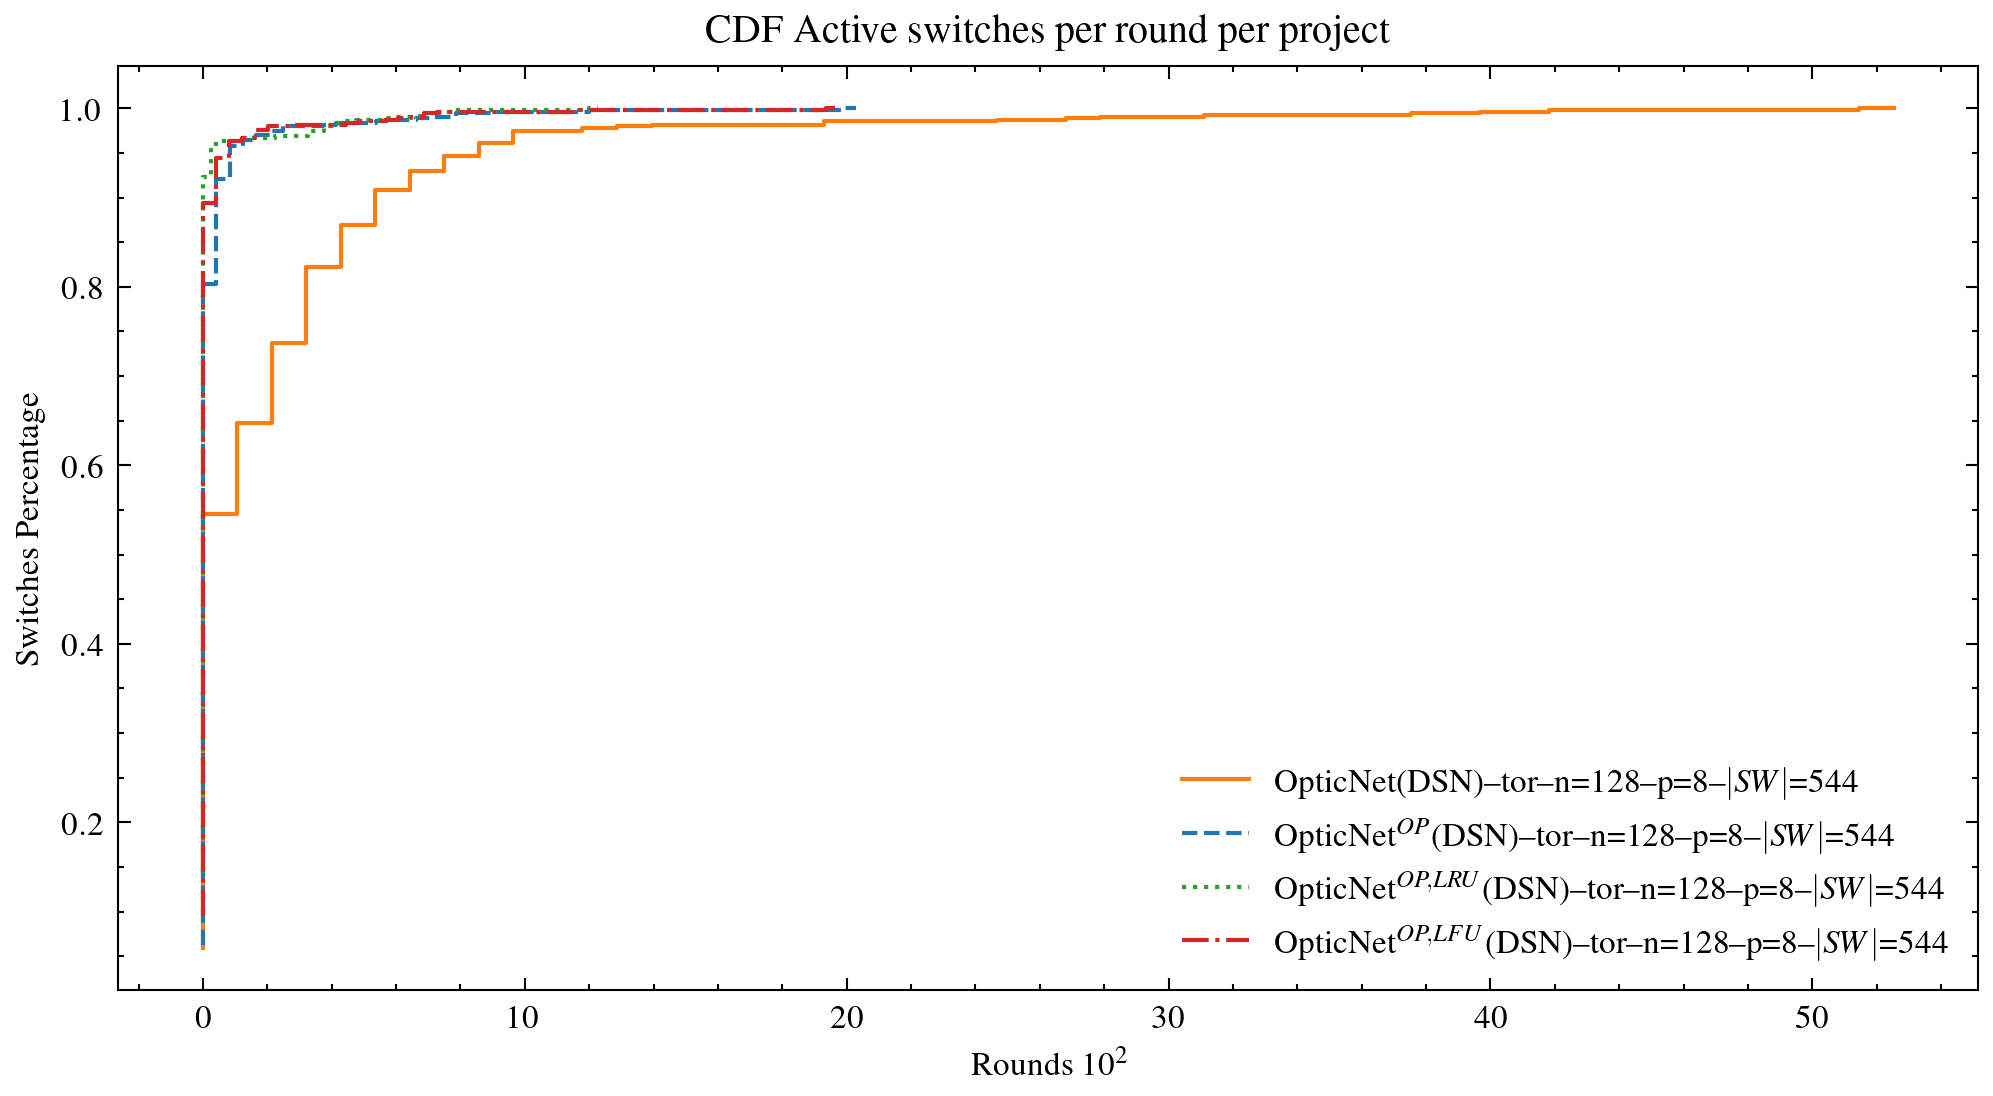 CDF Active switches per round per project
1.0
0.8
0.6
0.4
0.2
Switches Percentage
OpticNet(DSN)–tor–n=128–p=8–|SW|=544
OpticNet^{OP}(DSN)–tor–n=128–p=8–|SW|=544
OpticNet^{OP,LRU}(DSN)–tor–n=128–p=8–|SW|=544
OpticNet^{OP,LFU}(DSN)–tor–n=128–p=8–|SW|=544
0 10 20 30 40 50
Rounds 10²